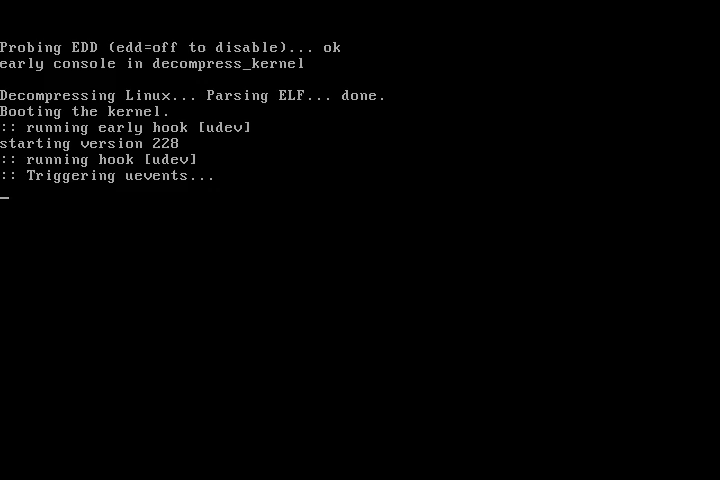 Probing EDD (edd=off to disable)... ok
early console in decompress_kernel
Decompressing Linux... Parsing ELF... done.
Booting the kernel.
:: running early hook [udev]
starting version 228
:: running hook [udev]
:: Triggering uevents...